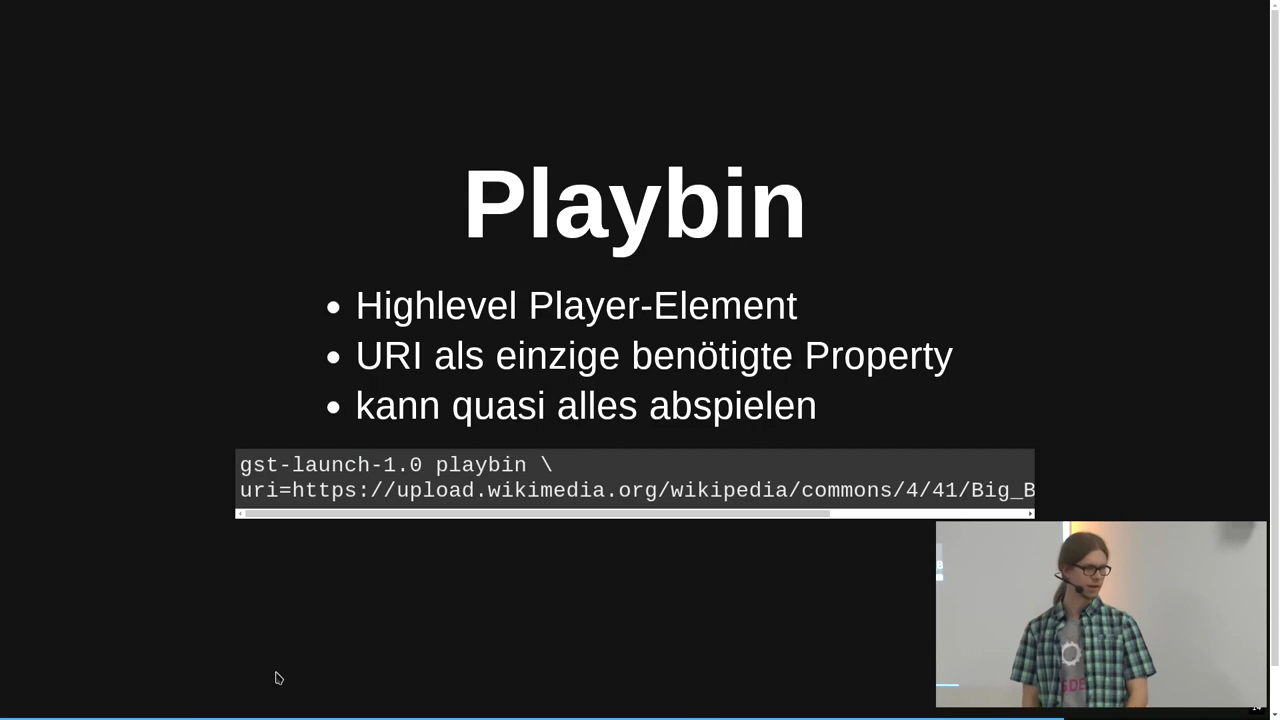 Playbin
Highlevel Player-Element
URI als einzige benötigte Property
kann quasi alles abspielen
gst-launch-1.0 playbin \
uri=https://upload.wikimedia.org/wikipedia/commons/4/41/Big_B
B
SDE